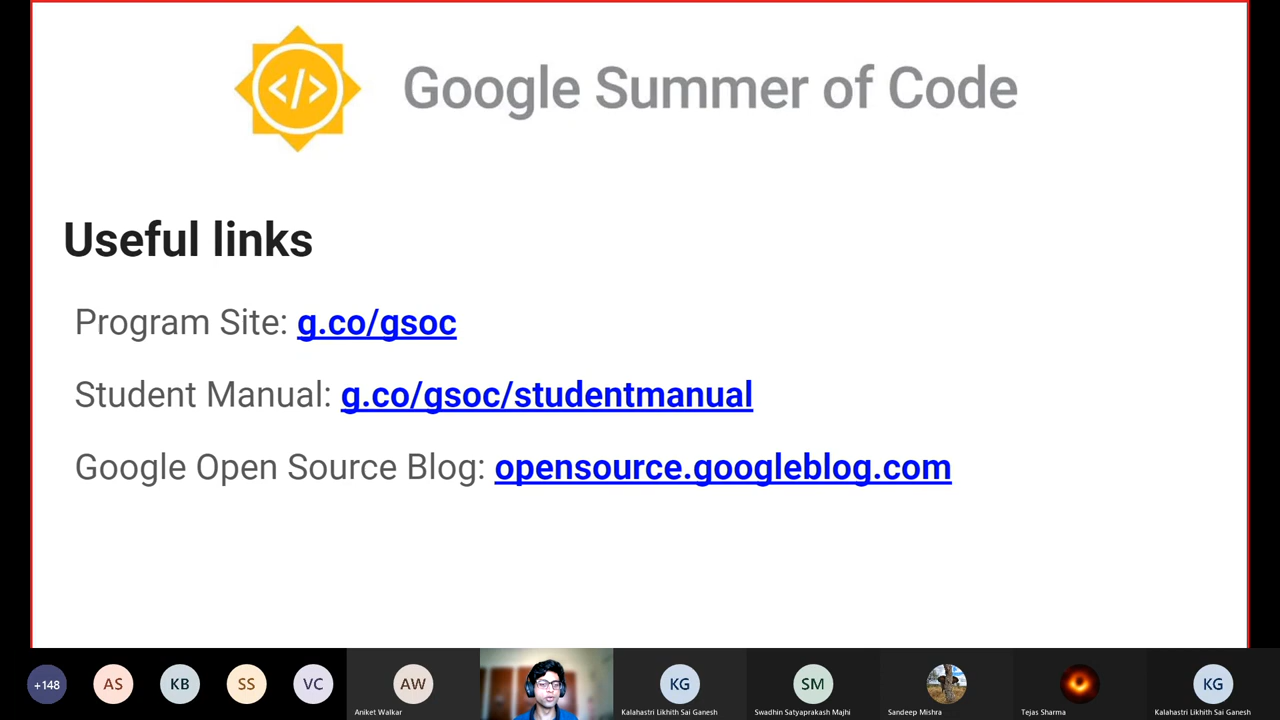 </>
Google Summer of Code
Useful links
Program Site: g.co/gsoc
Student Manual: g.co/gsoc/studentmanual
Google Open Source Blog: opensource.googleblog.com
+148
AS
KB
SS
VC
AW
KG
SM
KG
Aniket Walkar
Kalahastri Likhith Sai Ganesh
Swadhin Satyaprakash Majhi
Sandeep Mishra
Tejas Sharma
Kalahastri Likhith Sai Ganesh